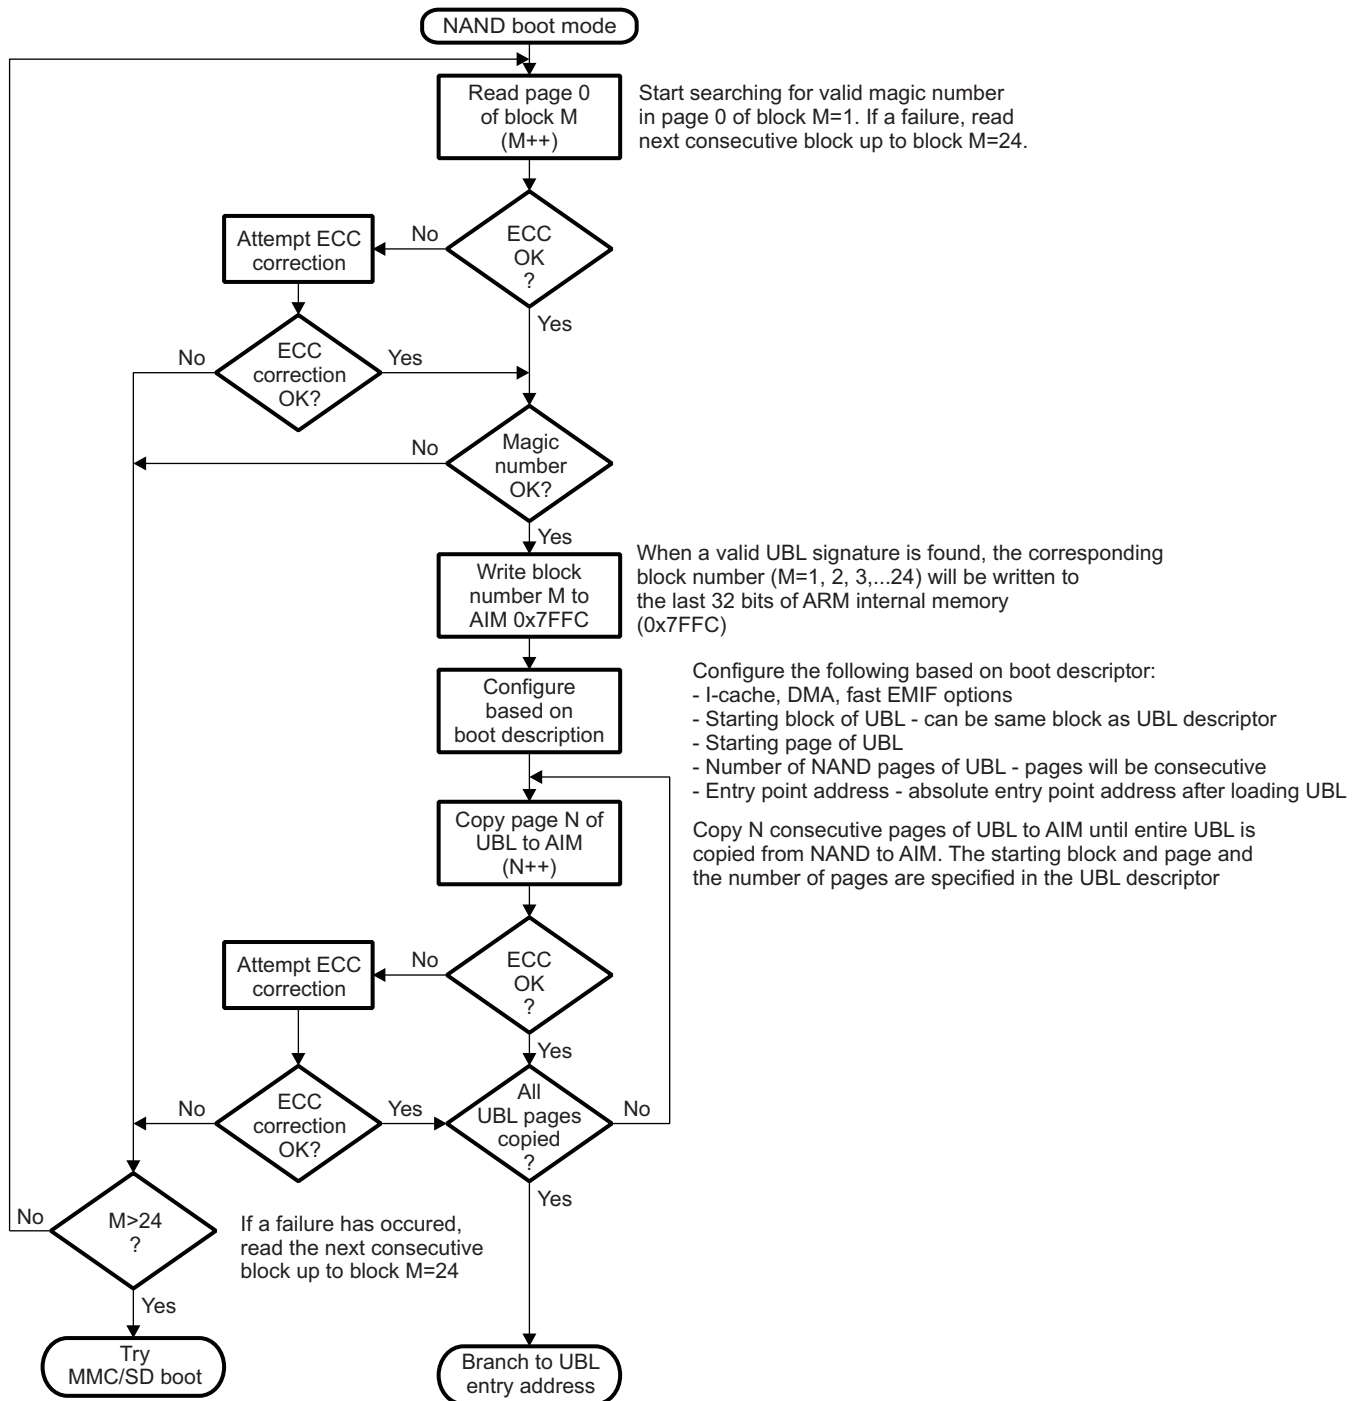 NAND boot mode
Read page 0
of block M
(M++)
Start searching for valid magic number
in page 0 of block M=1. If a failure, read
next consecutive block up to block M=24.
ECC
OK
?
No
Attempt ECC
correction
Yes
ECC
correction
OK?
No
Yes
Magic
number
OK?
No
Yes
Write block
number M to
AIM 0x7FFC
When a valid UBL signature is found, the corresponding
block number (M=1, 2, 3,...24) will be written to
the last 32 bits of ARM internal memory
(0x7FFC)
Configure
based on
boot description
Configure the following based on boot descriptor:
- I-cache, DMA, fast EMIF options
- Starting block of UBL - can be same block as UBL descriptor
- Starting page of UBL
- Number of NAND pages of UBL - pages will be consecutive
- Entry point address - absolute entry point address after loading UBL
Copy page N of
UBL to AIM
(N++)
Copy N consecutive pages of UBL to AIM until entire UBL is
copied from NAND to AIM. The starting block and page and
the number of pages are specified in the UBL descriptor
ECC
OK
?
No
Attempt ECC
correction
Yes
ECC
correction
OK?
No
Yes
All
UBL pages
copied
?
No
Yes
M>24
?
No
If a failure has occured,
read the next consecutive
block up to block M=24
Yes
Try
MMC/SD boot
Branch to UBL
entry address